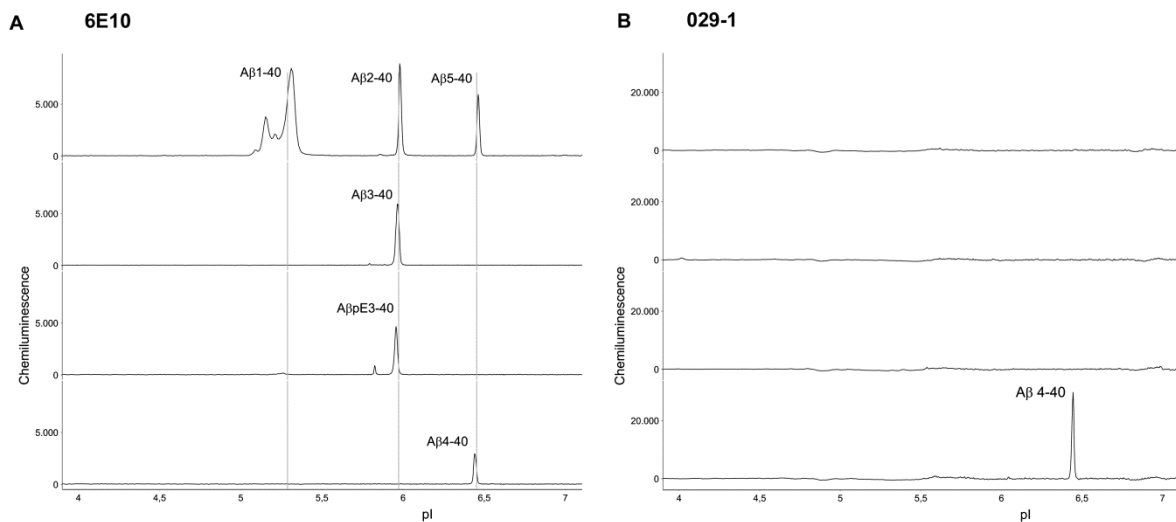 A 6E10
Aβ1-40 Aβ2-40 Aβ5-40
5.000
0
Aβ3-40
5.000
0
AβpE3-40
5.000
0
Aβ4-40
5.000
0
4 4,5 5 5,5 6 6,5 7
pI
Chemiluminescence
B 029-1
20.000
0
20.000
0
20.000
0
Aβ 4-40
20.000
0
4 4,5 5 5,5 6 6,5 7
pI
Chemiluminescence